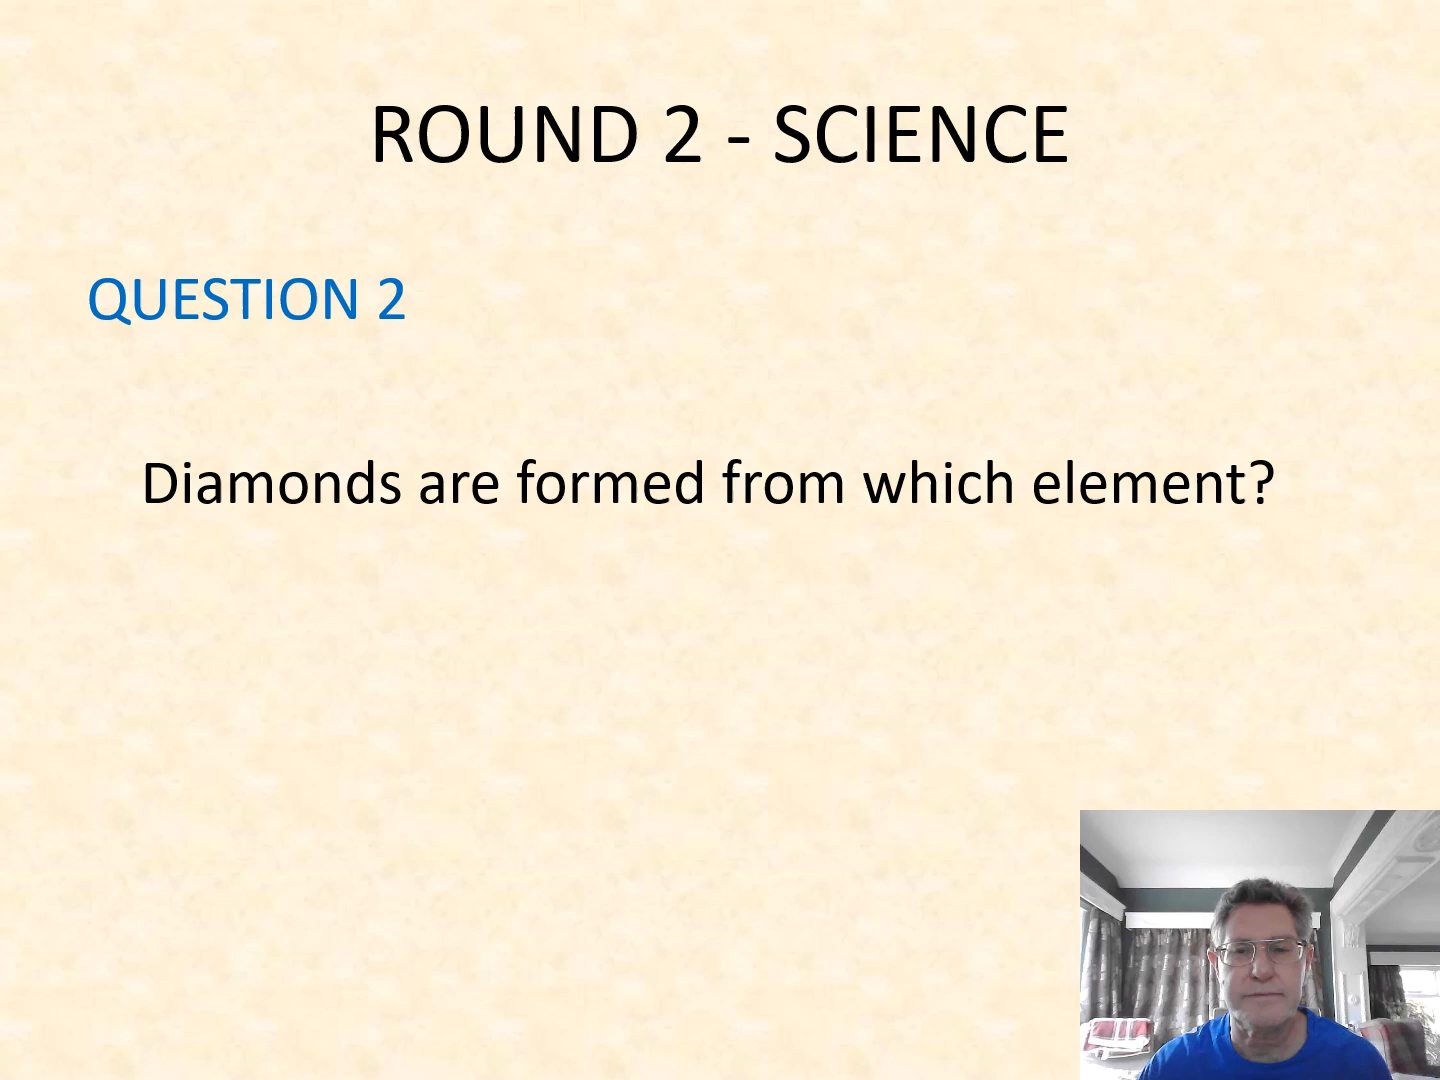 ROUND 2 - SCIENCE
QUESTION 2
Diamonds are formed from which element?